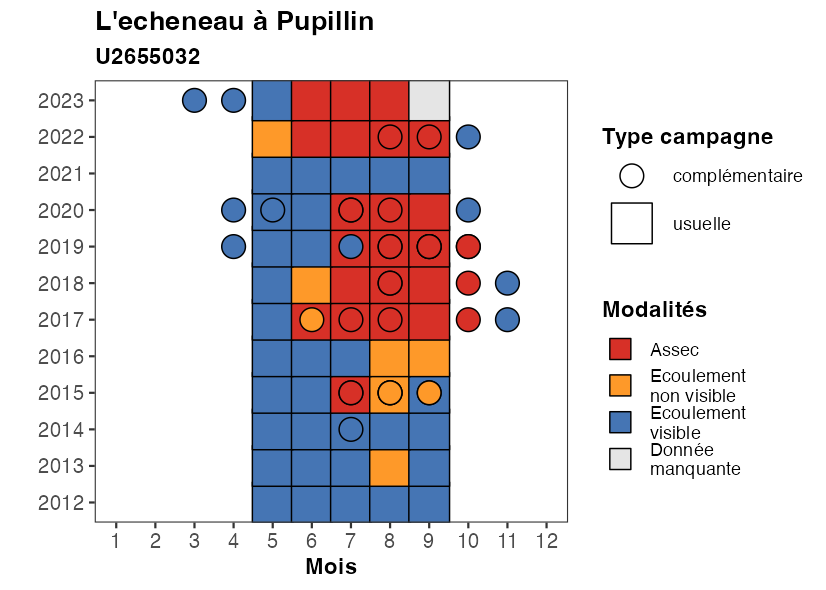 L'echeneau à Pupillin
U2655032
2023
2022
2021
2020
2019
2018
2017
2016
2015
2014
2013
2012
1 2 3 4 5 6 7 8 9 10 11 12
Mois
Type campagne
complémentaire
usuelle
Modalités
Assec
Ecoulement
non visible
Ecoulement
visible
Donnée
manquante